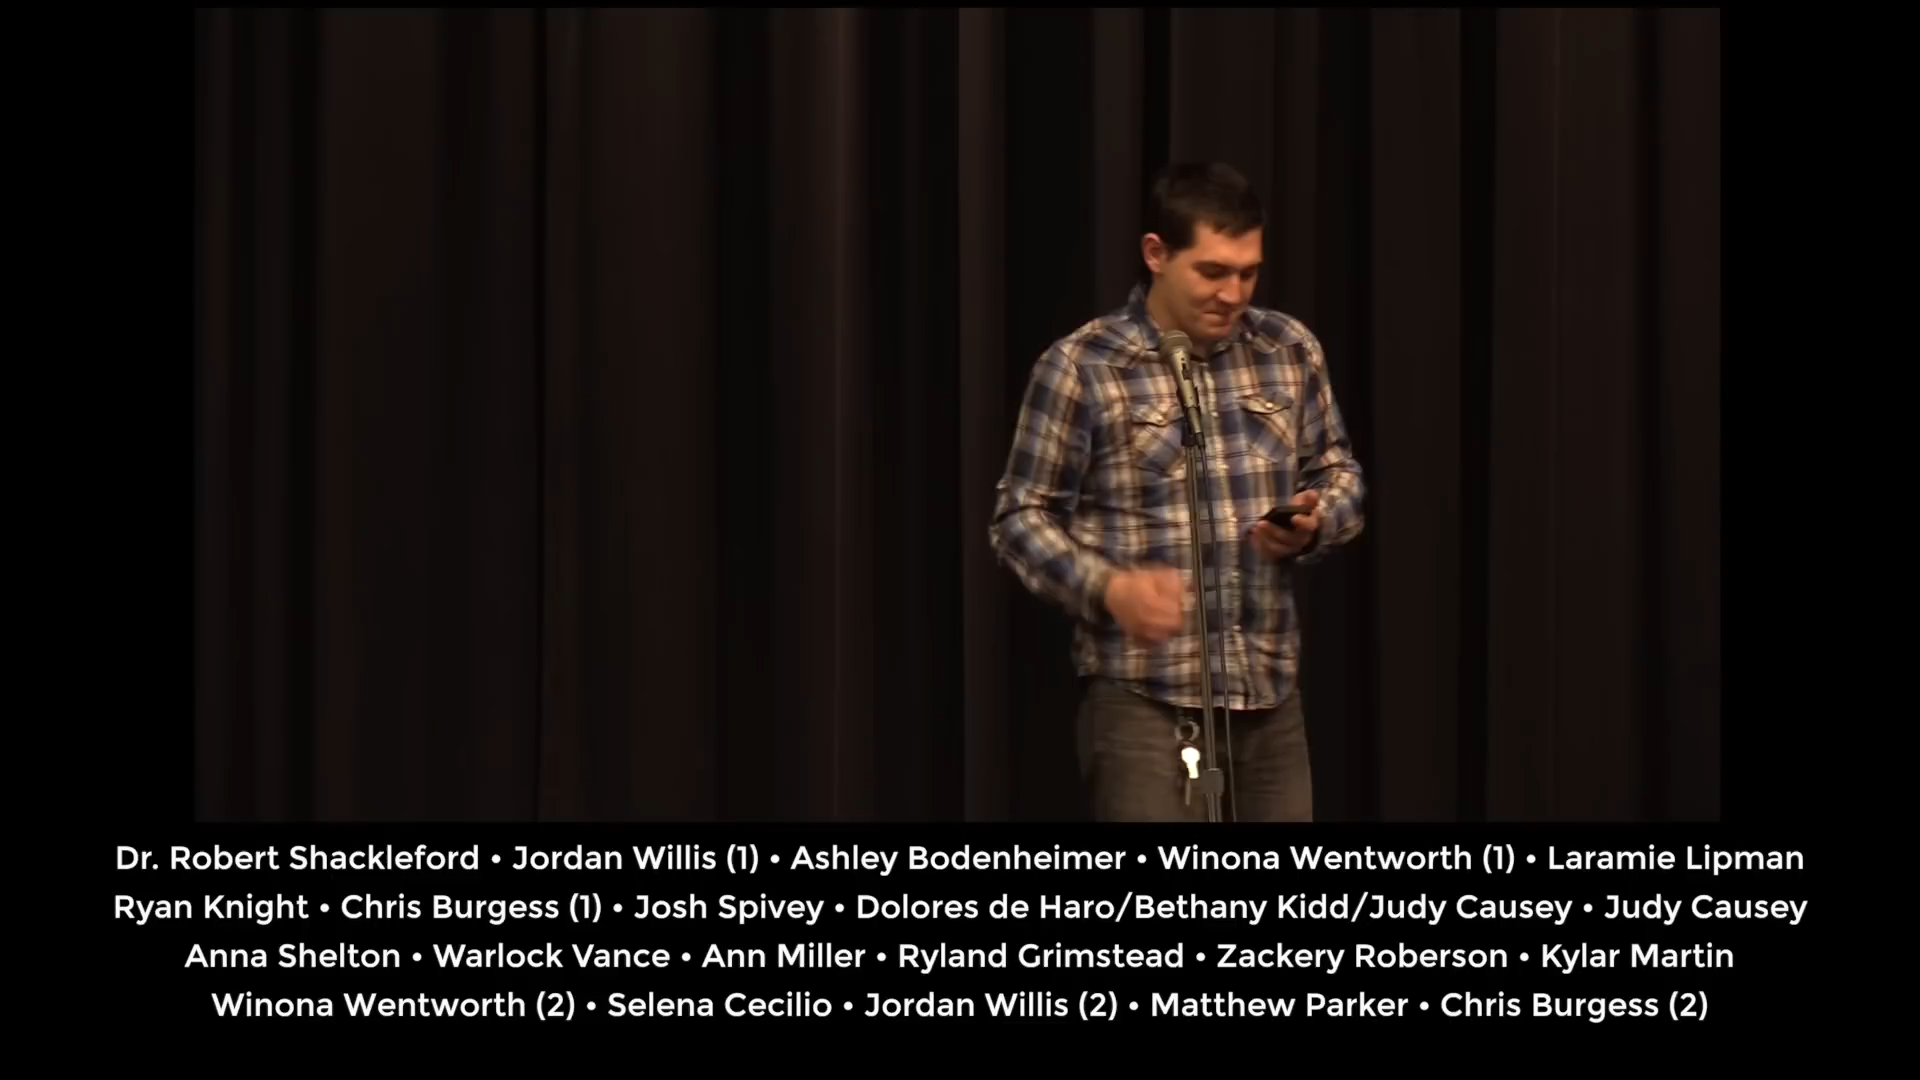 Dr. Robert Shackleford • Jordan Willis (1) • Ashley Bodenheimer • Winona Wentworth (1) • Laramie Lipman
Ryan Knight • Chris Burgess (1) • Josh Spivey • Dolores de Haro/Bethany Kidd/Judy Causey • Judy Causey
Anna Shelton • Warlock Vance • Ann Miller • Ryland Grimstead • Zackery Roberson • Kylar Martin
Winona Wentworth (2) • Selena Cecilio • Jordan Willis (2) • Matthew Parker • Chris Burgess (2)